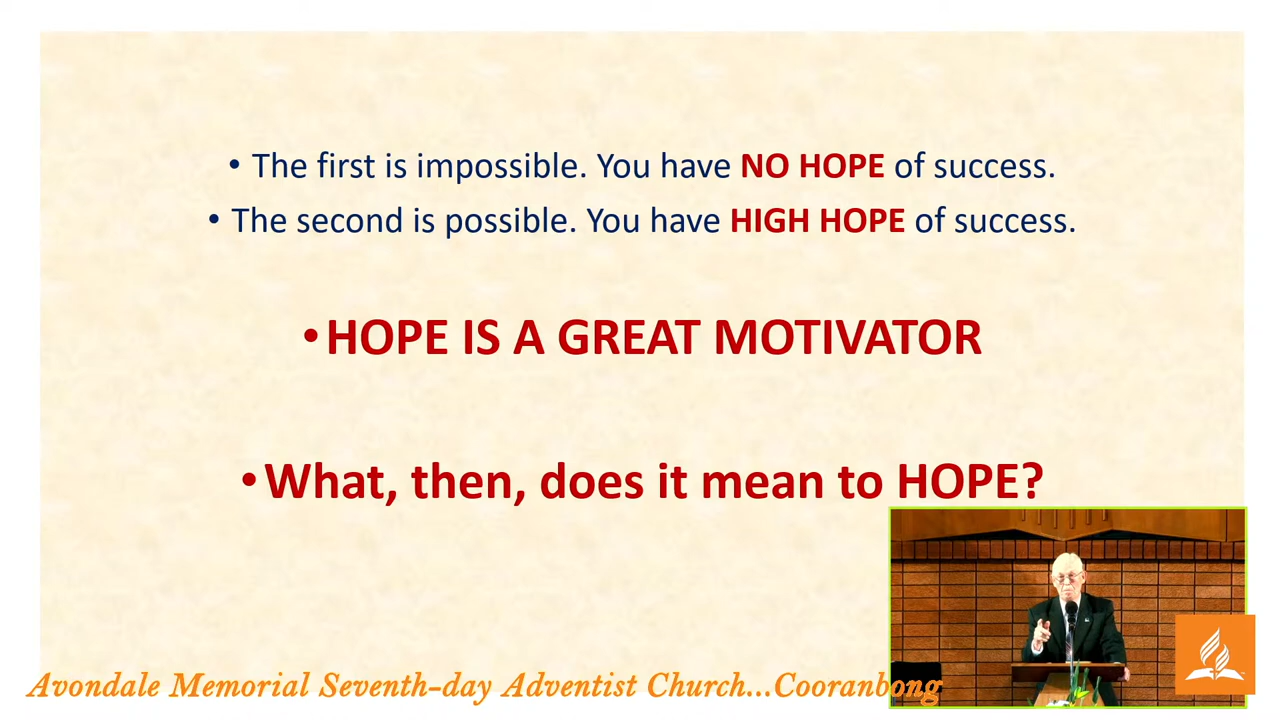 • The first is impossible. You have NO HOPE of success.
• The second is possible. You have HIGH HOPE of success.
• HOPE IS A GREAT MOTIVATOR
• What, then, does it mean to HOPE?
Avondale Memorial Seventh-day Adventist Church...Cooranbong